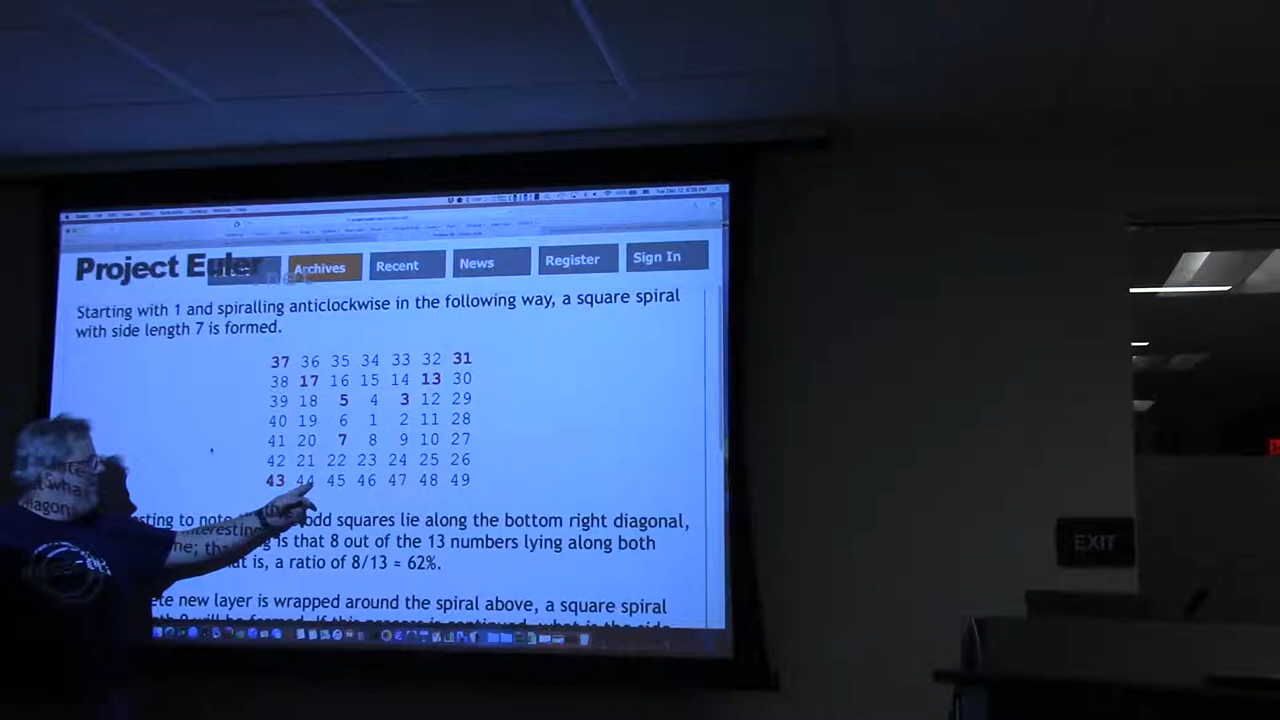 Project Euler
Archives
Recent
News
Register
Sign In
Starting with 1 and spiralling anticlockwise in the following way, a square spiral
with side length 7 is formed.
37 36 35 34 33 32 31
38 17 16 15 14 13 30
39 18 5 4 3 12 29
40 19 6 1 2 11 28
41 20 7 8 9 10 27
42 21 22 23 24 25 26
43 44 45 46 47 48 49
odd squares lie along the bottom right diagonal,
interesting is that 8 out of the 13 numbers lying along both
is, a ratio of 8/13 ≈ 62%.
new layer is wrapped around the spiral above, a square spiral
EXIT